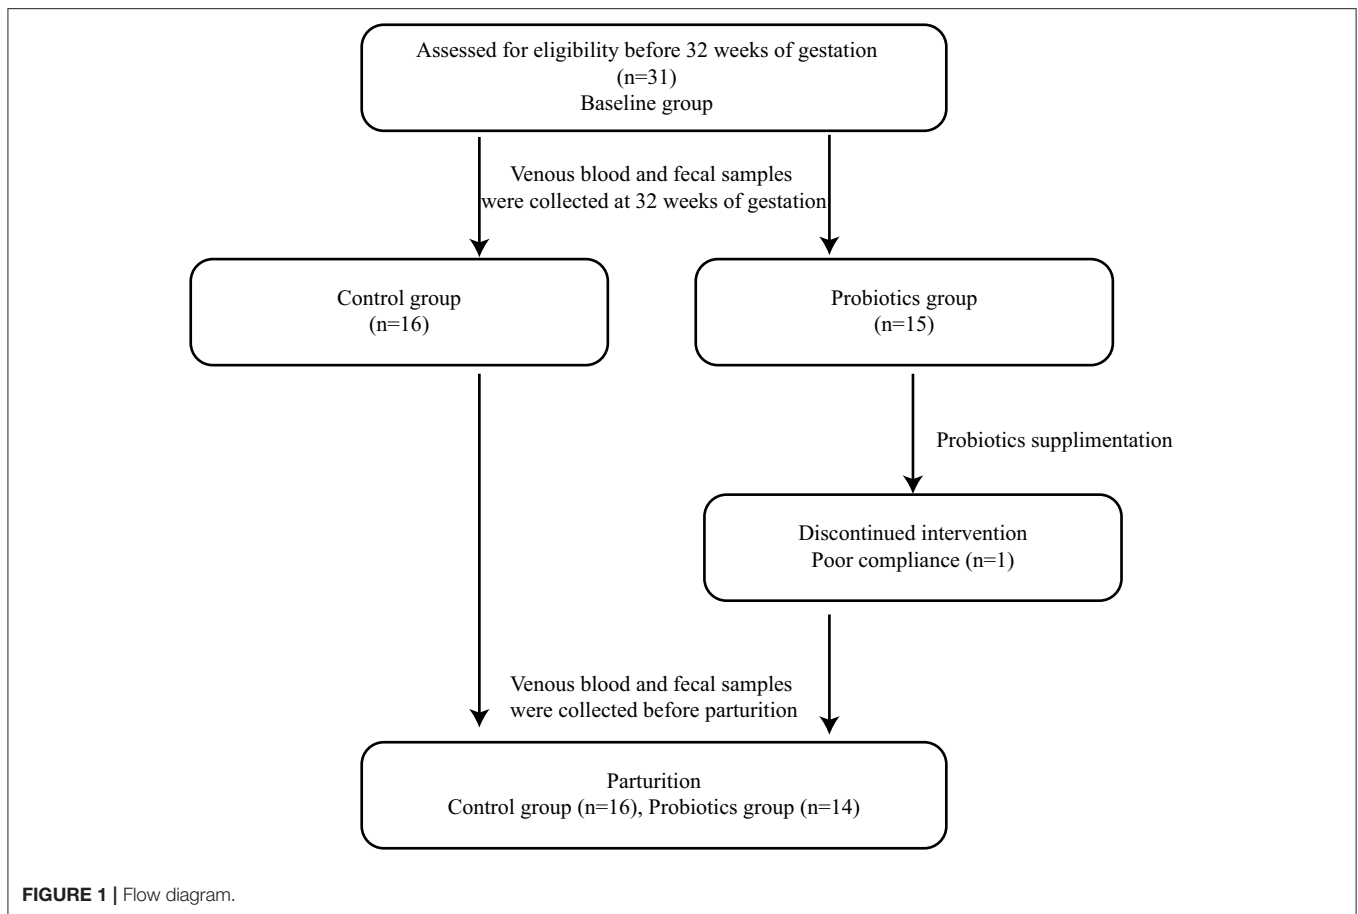 Assessed for eligibility before 32 weeks of gestation
(n=31)
Baseline group
Venous blood and fecal samples
were collected at 32 weeks of gestation
Control group
(n=16)
Probiotics group
(n=15)
Probiotics supplimentation
Discontinued intervention
Poor compliance (n=1)
Venous blood and fecal samples
were collected before parturition
Parturition
Control group (n=16), Probiotics group (n=14)
FIGURE 1 | Flow diagram.